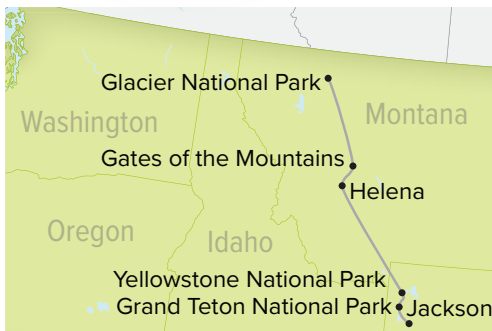 Glacier National Park
Montana
Washington
Gates of the Mountains
Helena
Oregon
Idaho
Yellowstone National Park
Grand Teton National Park
Jackson